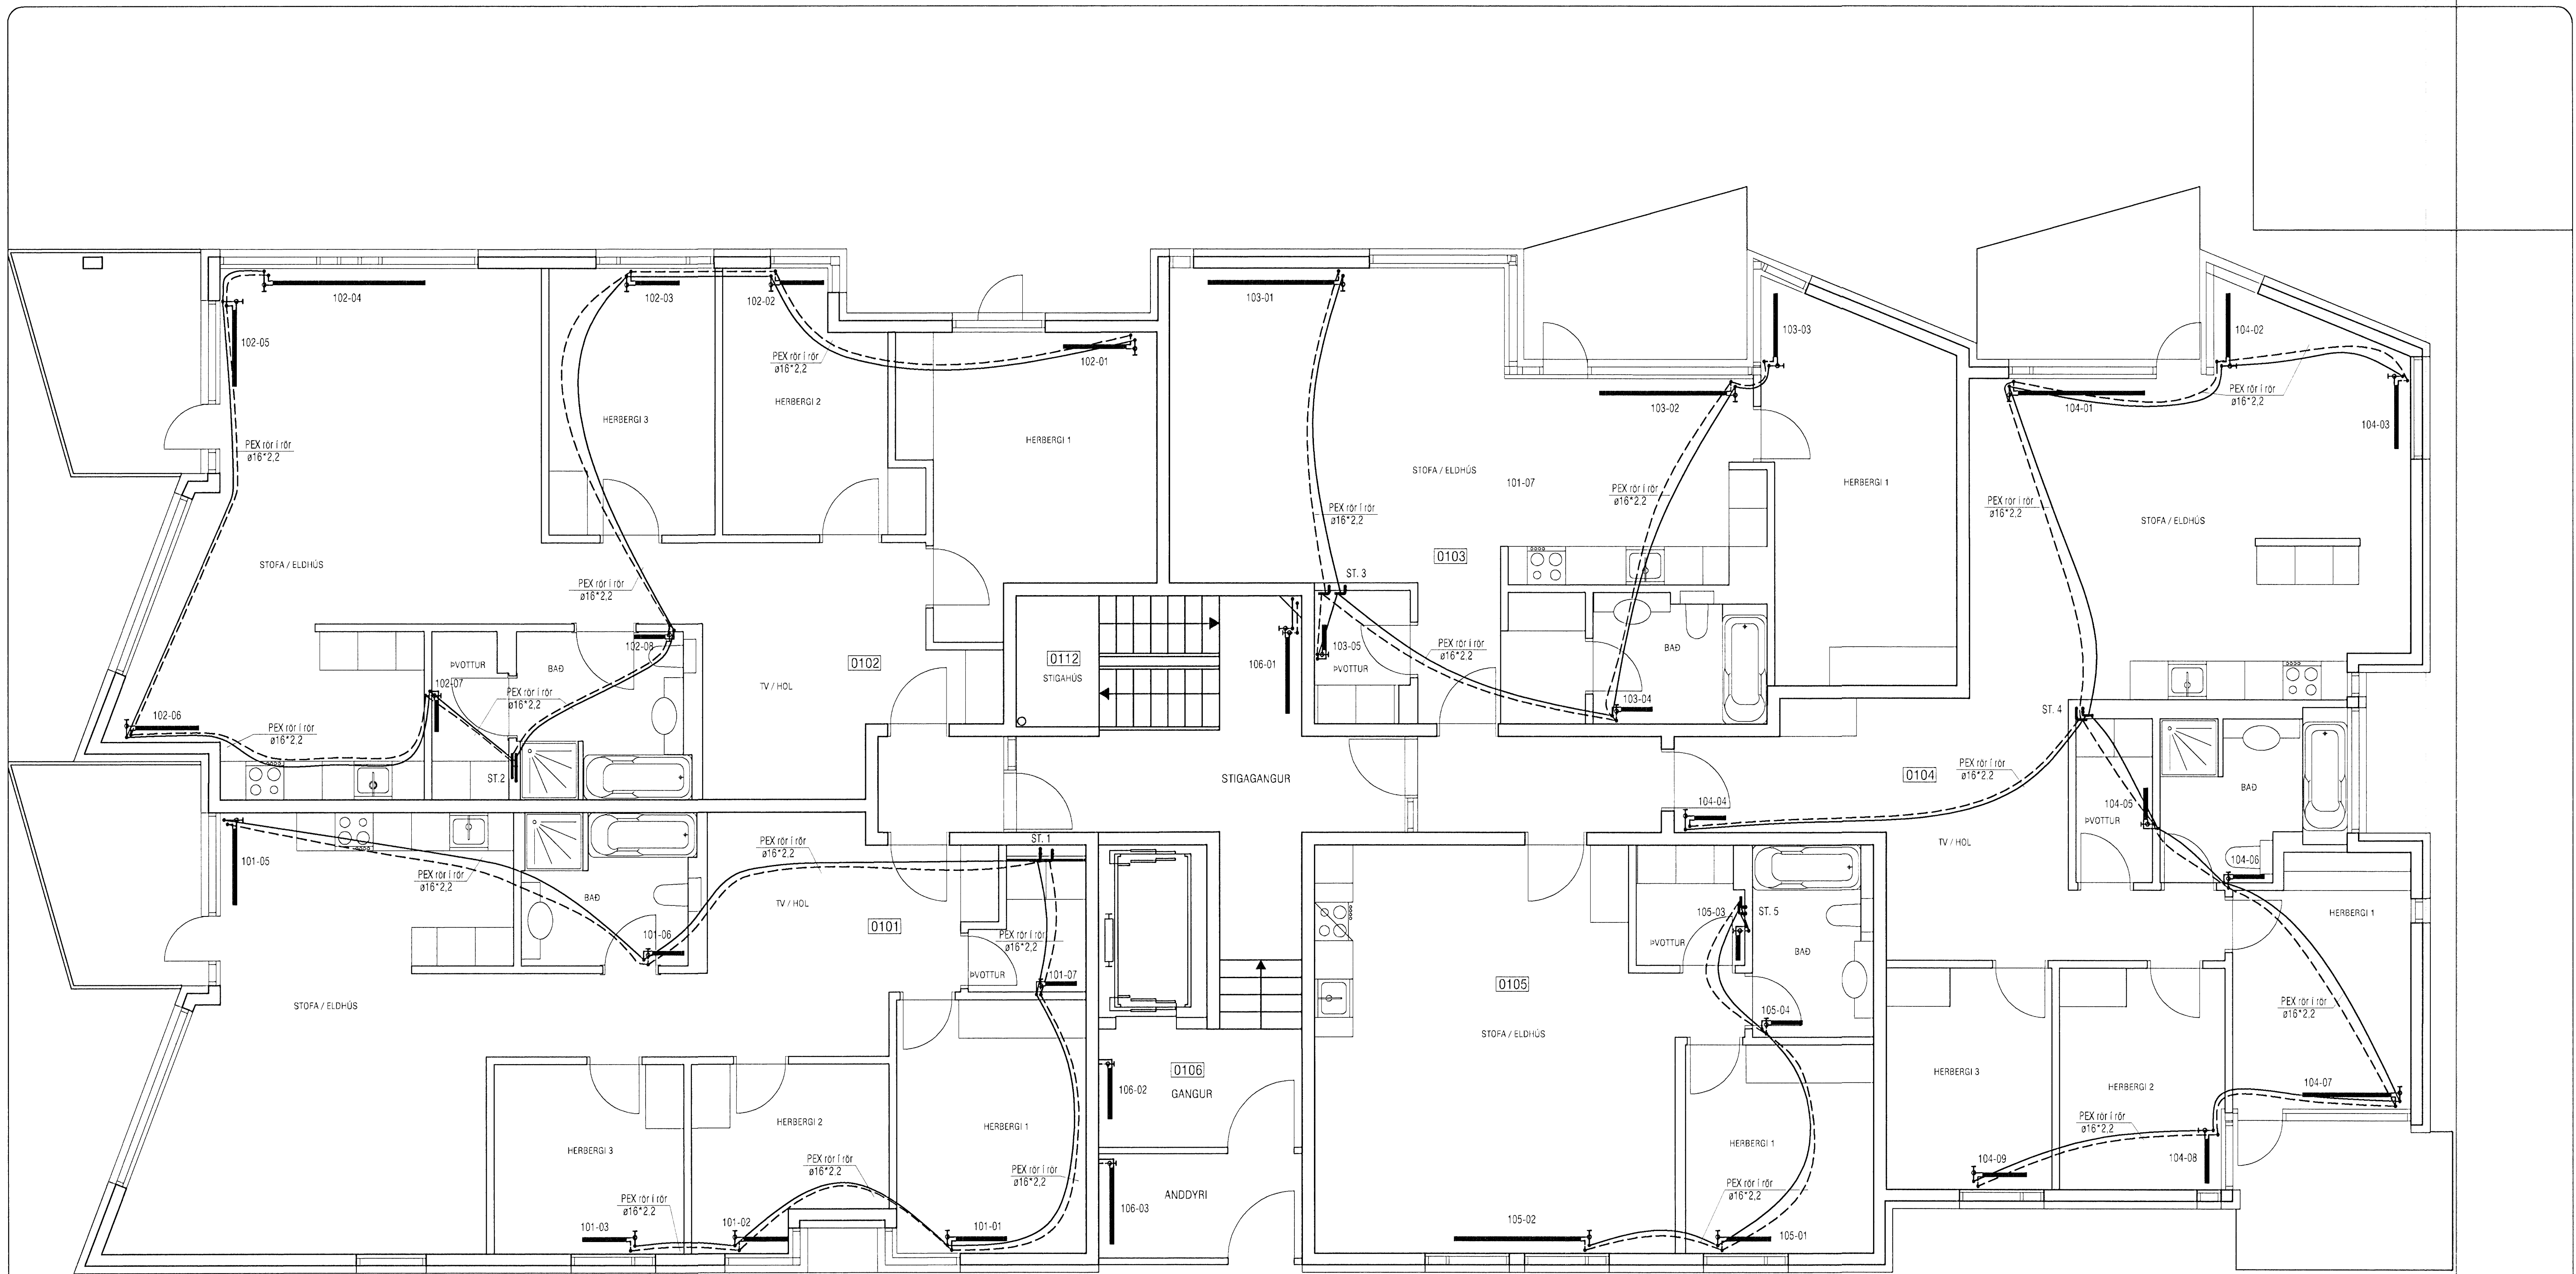 102-04
102-03
102-02
103-01
103-03
104-02
102-05
PEX rör í rör
ø16*2,2
102-01
PEX rör í rör
ø16*2,2
HERBERGI 2
103-02
104-01
104-03
HERBERGI 3
HERBERGI 1
PEX rör í rör
ø16*2,2
STOFA / ELDHÚS
101-07
PEX rör í rör
ø16*2,2
HERBERGI 1
PEX rör í rör
ø16*2,2
PEX rör í rör
ø16*2,2
STOFA / ELDHÚS
0103
STOFA / ELDHÚS
PEX rör í rör
ø16*2,2
ST. 3
102-08
ÞVOTTUR
BAÐ
0102
0112
STIGAHÚS
103-05
ÞVOTTUR
PEX rör í rör
ø16*2,2
BAÐ
106-01
102-07
PEX rör í rör
ø16*2,2
TV / HOL
103-04
102-06
PEX rör í rör
ø16*2,2
ST. 4
ST.2
STIGAGANGUR
0104
PEX rör í rör
ø16*2,2
BAÐ
104-04
104-05
ÞVOTTUR
TV / HOL
101-05
PEX rör í rör
ø16*2,2
PEX rör í rör
ø16*2,2
ST. 1
104-06
BAÐ
TV / HOL
0101
101-06
PEX rör í rör
ø16*2,2
105-03
ST. 5
HERBERGI 1
ÞVOTTUR
BAÐ
ÞVOTTUR
101-07
0105
STOFA / ELDHÚS
105-04
STOFA / ELDHÚS
PEX rör í rör
ø16*2,2
0106
GANGUR
106-02
HERBERGI 3
HERBERGI 2
104-07
HERBERGI 3
HERBERGI 2
HERBERGI 1
HERBERGI 1
PEX rör í rör
ø16*2,2
PEX rör í rör
ø16*2,2
PEX rör í rör
ø16*2,2
104-09
104-08
PEX rör í rör
ø16*2,2
ANDDYRI
106-03
PEX rör í rör
ø16*2,2
101-03
101-02
101-01
105-02
105-01